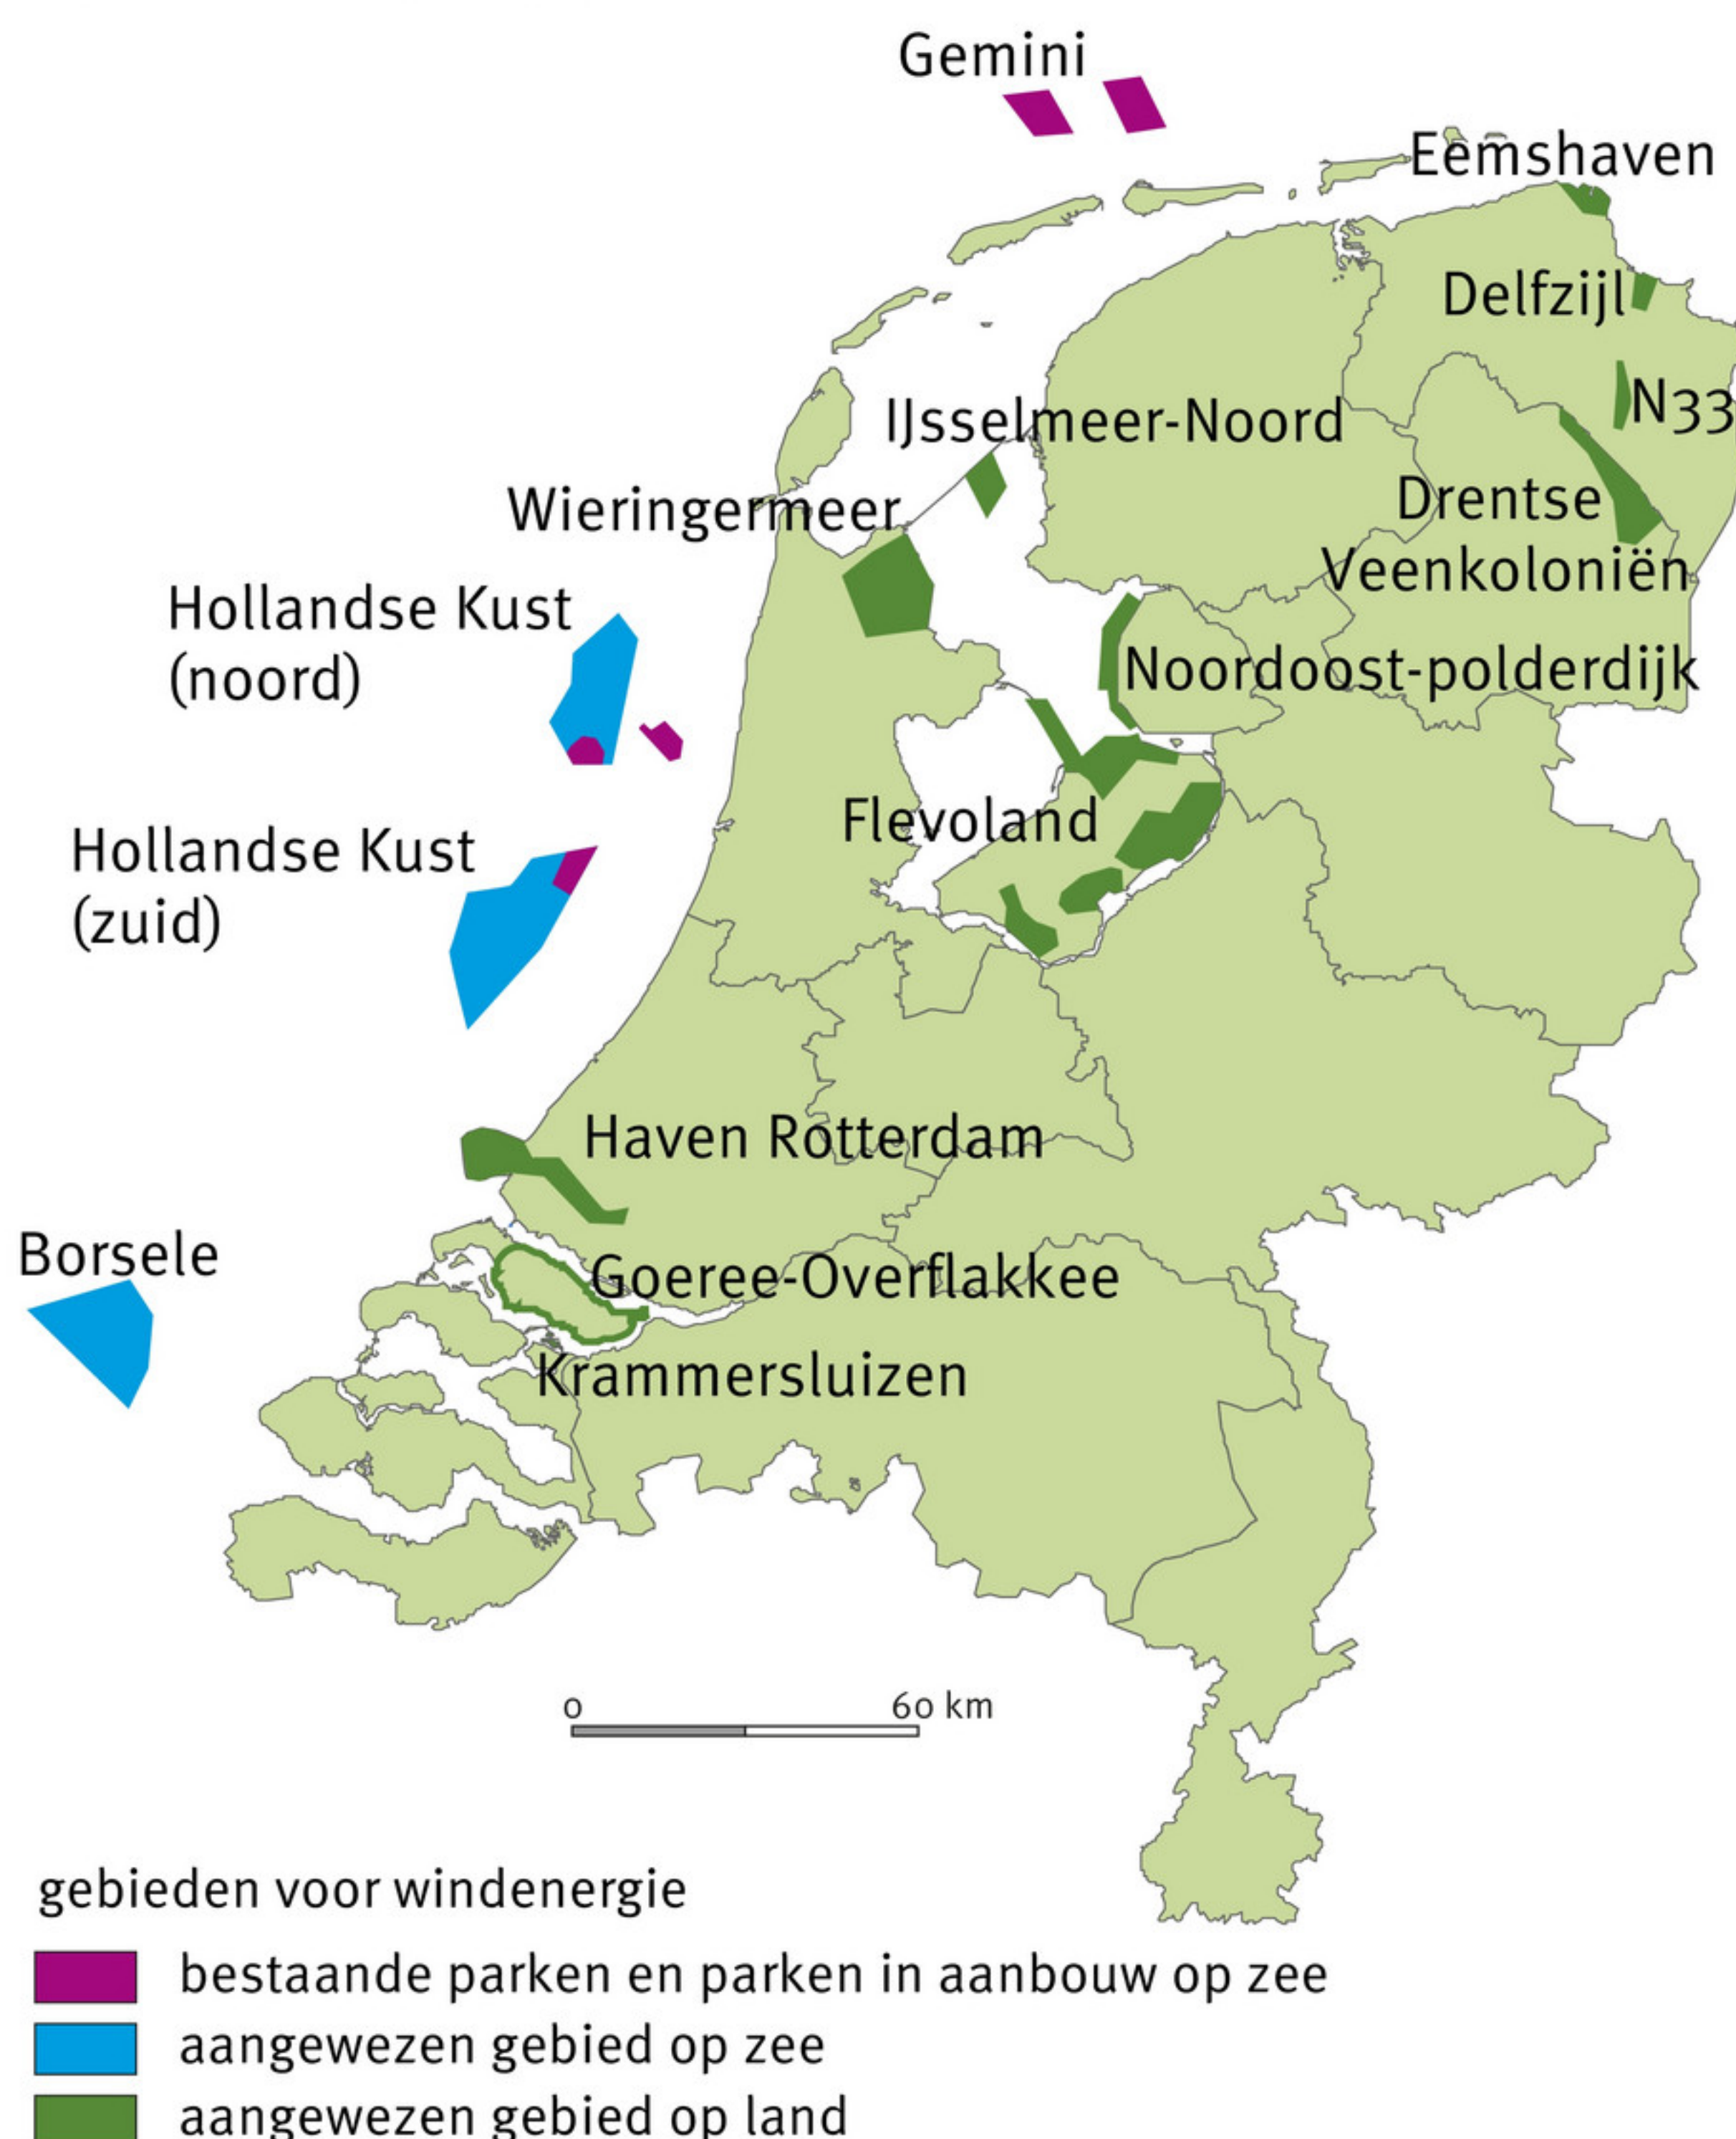 Gemini
Eemshaven
Delfzijl
N33
IJsselmeer-Noord
Wieringermeer
Drentse
Veenkoloniën
Hollandse Kust
(noord)
Noordoost-polderdijk
Flevoland
Hollandse Kust
(zuid)
Haven Rotterdam
Borsele
Goeree-Overflakkee
Krammersluizen
0 60 km
gebieden voor windenergie
bestaande parken en parken in aanbouw op zee
aangewezen gebied op zee
aangewezen gebied op land